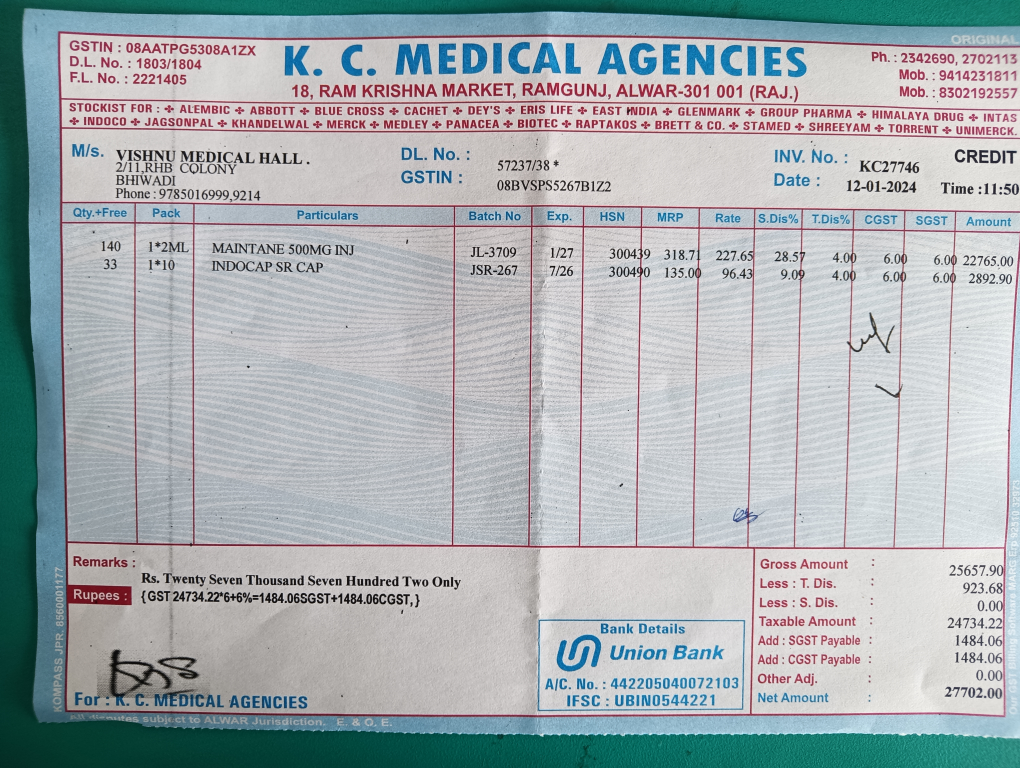 ORIGINAL
GSTIN : 08AATPG5308A1ZX
D.L. No. : 1803/1804
F.L. No. : 2221405
K. C. MEDICAL AGENCIES
18, RAM KRISHNA MARKET, RAMGUNJ, ALWAR-301 001 (RAJ.)
Ph. : 2342690, 2702113
Mob. : 9414231811
Mob. : 8302192557
STOCKIST FOR : ✤ ALEMBIC ✤ ABBOTT ✤ BLUE CROSS ✤ CACHET ✤ DEY'S ✤ ERIS LIFE ✤ EAST INDIA ✤ GLENMARK ✤ GROUP PHARMA ✤ HIMALAYA DRUG ✤ INTAS
✤ INDOCO ✤ JAGSONPAL ✤ KHANDELWAL ✤ MERCK ✤ MEDLEY ✤ PANACEA ✤ BIOTEC ✤ RAPTAKOS ✤ BRETT & CO. ✤ STAMED ✤ SHREEYAM ✤ TORRENT ✤ UNIMERCK.
M/s. VISHNU MEDICAL HALL .
2/11,RHB COLONY
BHIWADI
Phone : 9785016999,9214
DL. No. : 57237/38 *
GSTIN : 08BVSPS5267B1Z2
INV. No. : KC27746 CREDIT
Date : 12-01-2024 Time :11:50
Qty.+Free Pack Particulars Batch No Exp. HSN MRP Rate S.Dis% T.Dis% CGST SGST Amount
140 1*2ML MAINTANE 500MG INJ JL-3709 1/27 300439 318.71 227.65 28.57 4.00 6.00 6.00 22765.00
33 1*10 INDOCAP SR CAP JSR-267 7/26 300490 135.00 96.43 9.09 4.00 6.00 6.00 2892.90
Remarks :
Rs. Twenty Seven Thousand Seven Hundred Two Only
Rupees : { GST 24734.22*6+6%=1484.06SGST+1484.06CGST, }
Bank Details
Union Bank
A/C. No. : 442205040072103
IFSC : UBIN0544221
Gross Amount : 25657.90
Less : T. Dis. : 923.68
Less : S. Dis. : 0.00
Taxable Amount : 24734.22
Add : SGST Payable : 1484.06
Add : CGST Payable : 1484.06
Other Adj. : 0.00
Net Amount : 27702.00
For : K. C. MEDICAL AGENCIES
All disputes subject to ALWAR Jurisdiction. E. & O. E.
KOMPASS JPR. 8560001177
Our GST Billing Software MARG Erp